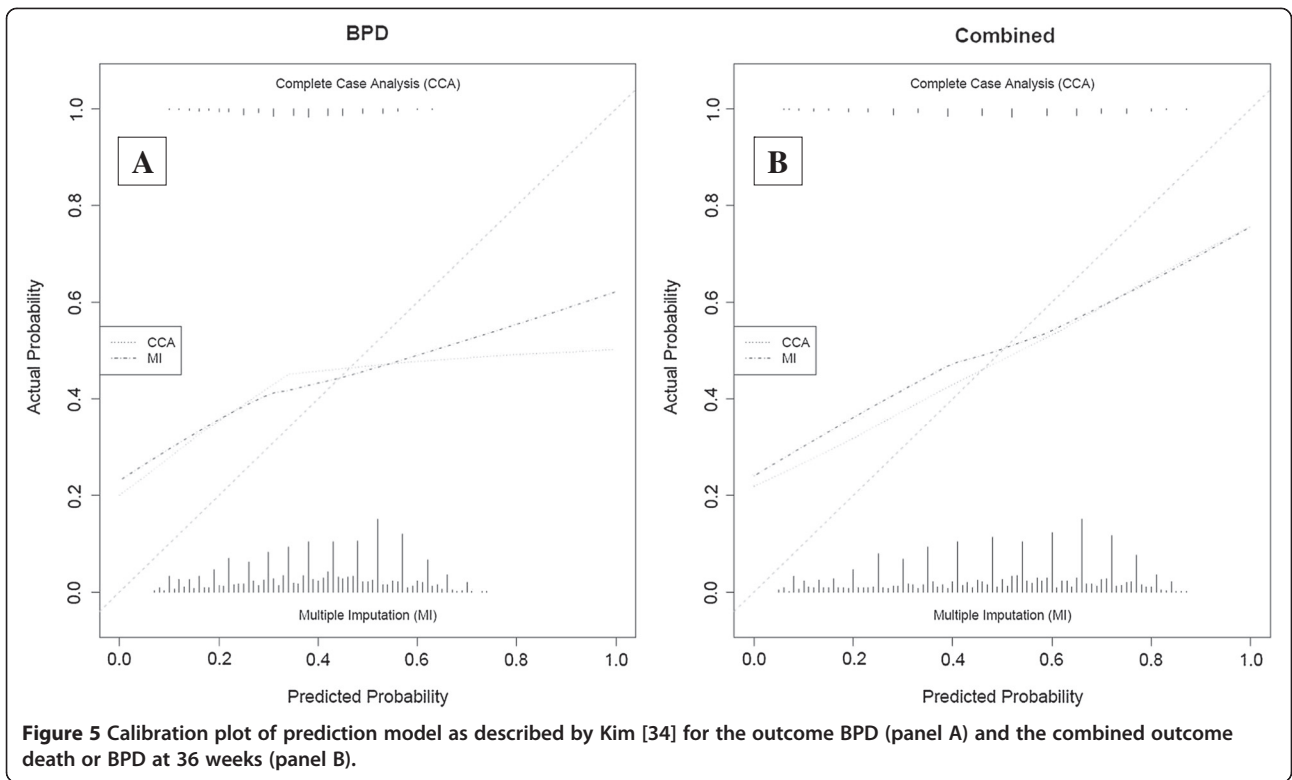 BPD
Complete Case Analysis (CCA)
A
Actual Probability
1.0
0.8
0.6
0.4
0.2
0.0
CCA
MI
Multiple Imputation (MI)
0.0 0.2 0.4 0.6 0.8 1.0
Predicted Probability
Combined
Complete Case Analysis (CCA)
B
Actual Probability
1.0
0.8
0.6
0.4
0.2
0.0
CCA
MI
Multiple Imputation (MI)
0.0 0.2 0.4 0.6 0.8 1.0
Predicted Probability
Figure 5 Calibration plot of prediction model as described by Kim [34] for the outcome BPD (panel A) and the combined outcome
death or BPD at 36 weeks (panel B).